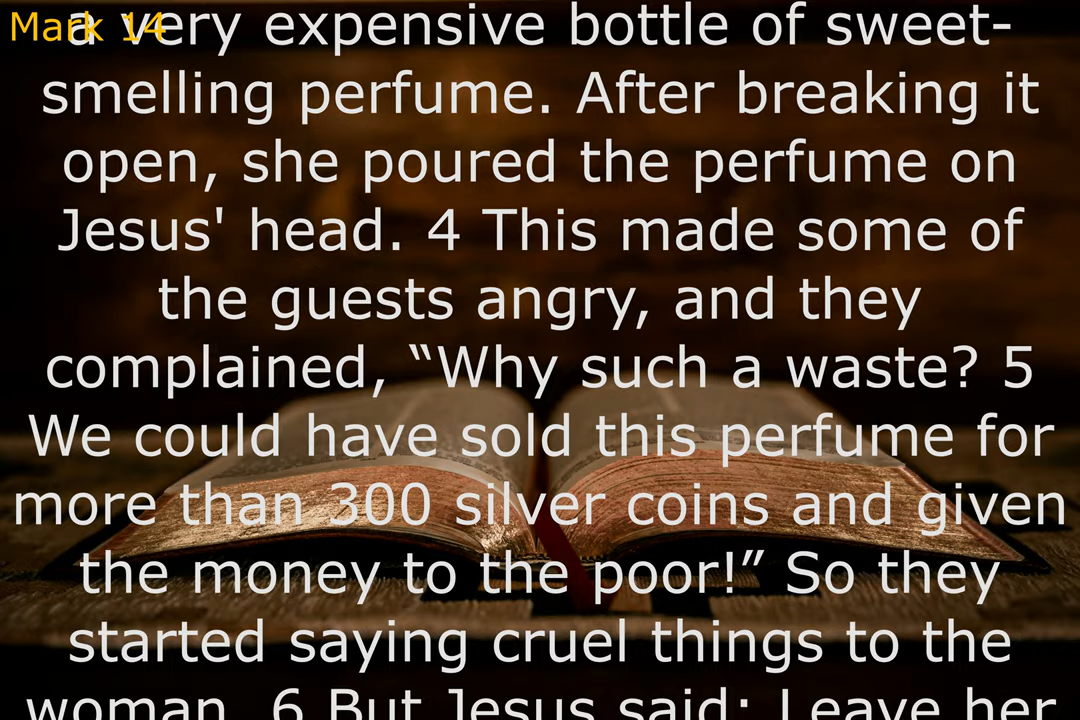 Mark 14
a very expensive bottle of sweet-
smelling perfume. After breaking it
open, she poured the perfume on
Jesus' head. 4 This made some of
the guests angry, and they
complained, “Why such a waste? 5
We could have sold this perfume for
more than 300 silver coins and given
the money to the poor!” So they
started saying cruel things to the
woman. 6 But Jesus said: Leave her